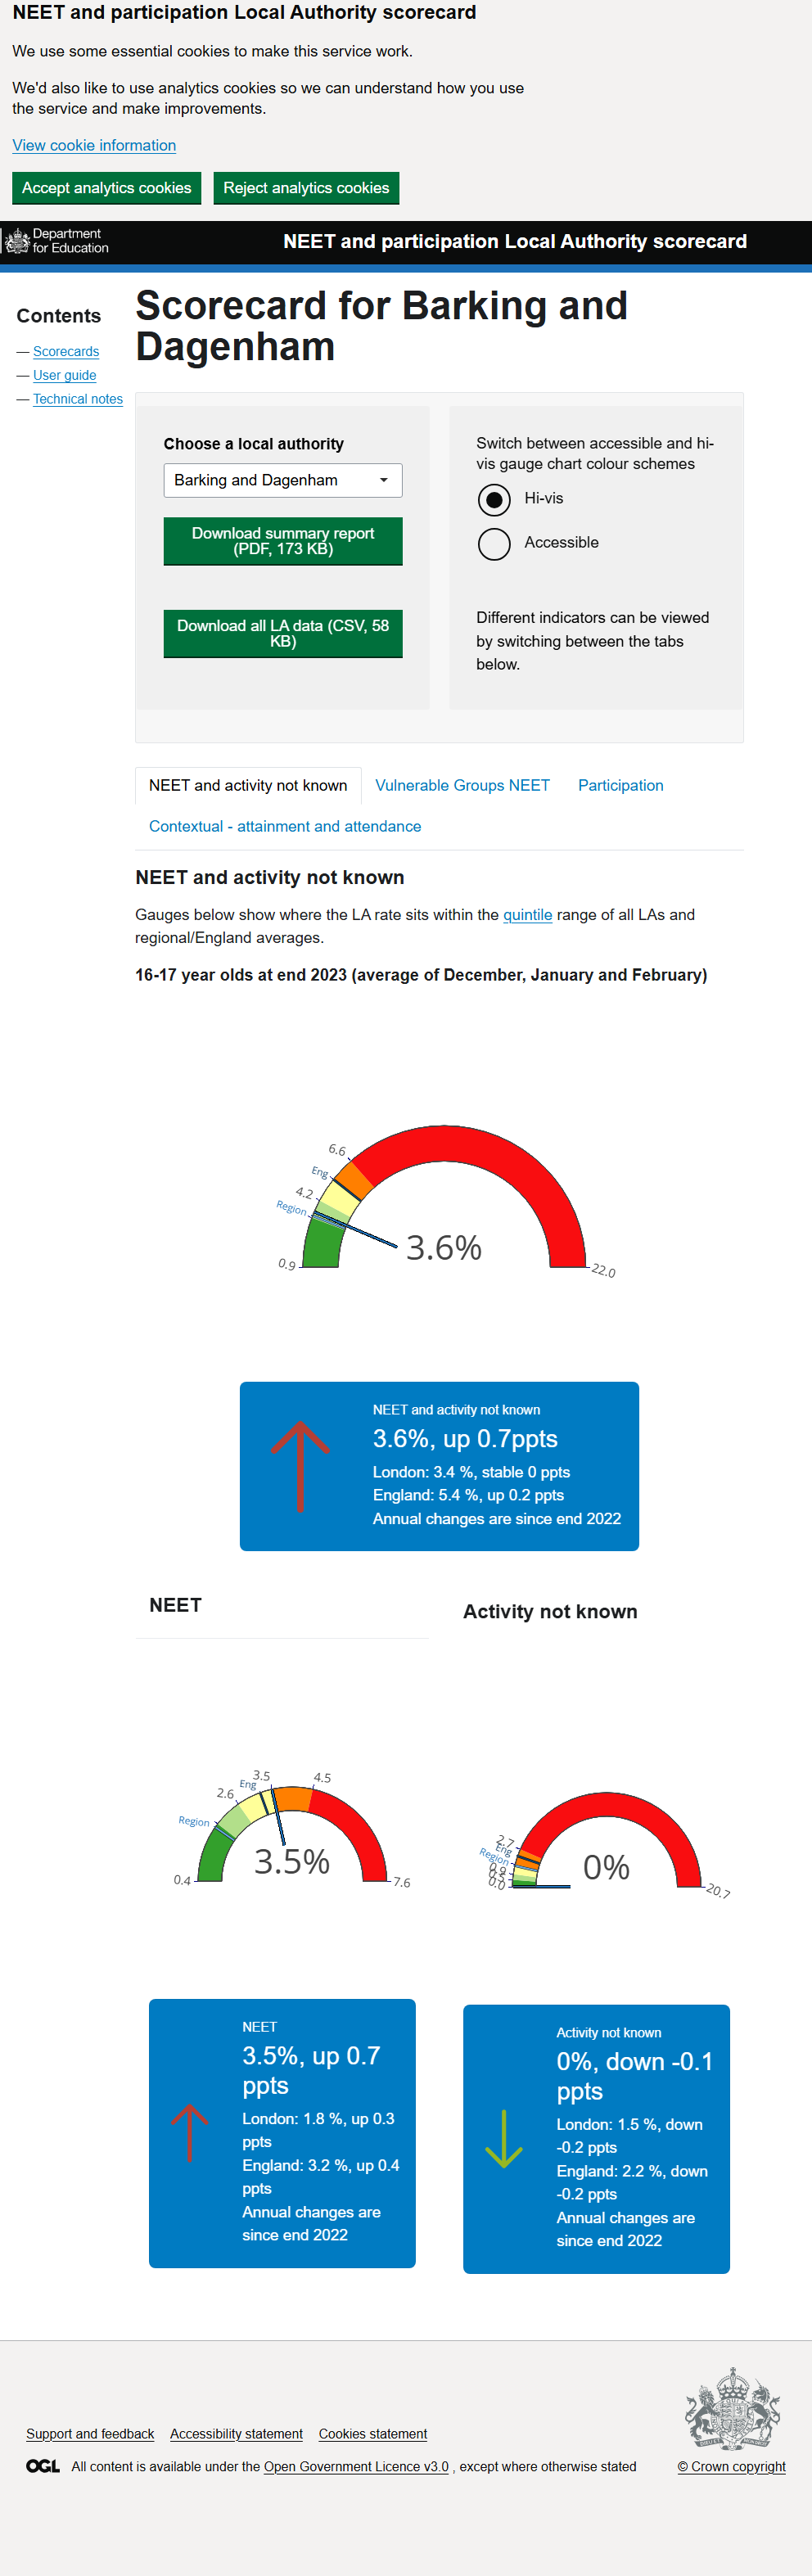 NEET and participation Local Authority scorecard
We use some essential cookies to make this service work.
We'd also like to use analytics cookies so we can understand how you use
the service and make improvements.
View cookie information
Accept analytics cookies
Reject analytics cookies
Department
for Education
NEET and participation Local Authority scorecard
Contents
— Scorecards
— User guide
— Technical notes
Scorecard for Barking and
Dagenham
Choose a local authority
Barking and Dagenham
Download summary report
(PDF, 173 KB)
Download all LA data (CSV, 58
KB)
Switch between accessible and hi-
vis gauge chart colour schemes
Hi-vis
Accessible
Different indicators can be viewed
by switching between the tabs
below.
NEET and activity not known
Vulnerable Groups NEET
Participation
Contextual - attainment and attendance
NEET and activity not known
Gauges below show where the LA rate sits within the quintile range of all LAs and
regional/England averages.
16-17 year olds at end 2023 (average of December, January and February)
6.6
Eng
4.2
Region
0.9
3.6%
22.0
NEET and activity not known
3.6%, up 0.7ppts
London: 3.4 %, stable 0 ppts
England: 5.4 %, up 0.2 ppts
Annual changes are since end 2022
NEET
3.5
4.5
Eng
2.6
Region
3.5%
0.4
7.6
NEET
3.5%, up 0.7
ppts
London: 1.8 %, up 0.3
ppts
England: 3.2 %, up 0.4
ppts
Annual changes are
since end 2022
Activity not known
2.7
Eng
Region
0.9
0.0
0%
20.7
Activity not known
0%, down -0.1
ppts
London: 1.5 %, down
-0.2 ppts
England: 2.2 %, down
-0.2 ppts
Annual changes are
since end 2022
Support and feedback
Accessibility statement
Cookies statement
OGL
All content is available under the Open Government Licence v3.0 , except where otherwise stated
© Crown copyright